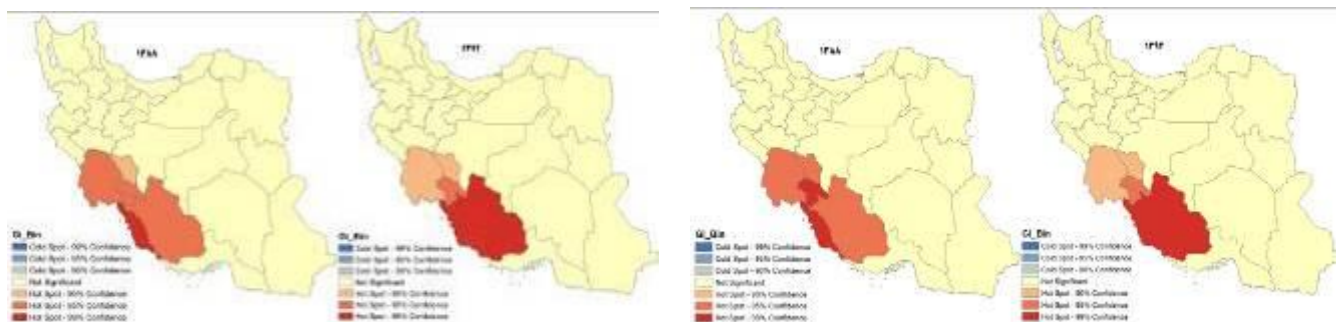 ۱۳۸۸
Gi_Bin
Cold Spot - 99% Confidence
Cold Spot - 95% Confidence
Cold Spot - 90% Confidence
Not Significant
Hot Spot - 90% Confidence
Hot Spot - 95% Confidence
Hot Spot - 99% Confidence
Gi_Bin
Cold Spot - 99% Confidence
Cold Spot - 95% Confidence
Cold Spot - 90% Confidence
Not Significant
Hot Spot - 90% Confidence
Hot Spot - 95% Confidence
Hot Spot - 99% Confidence
۱۳۸۸
Gi_Bin
Cold Spot - 99% Confidence
Cold Spot - 95% Confidence
Cold Spot - 90% Confidence
Not Significant
Hot Spot - 90% Confidence
Hot Spot - 95% Confidence
Hot Spot - 99% Confidence
۱۳۹۳
Gi_Bin
Cold Spot - 99% Confidence
Cold Spot - 95% Confidence
Cold Spot - 90% Confidence
Not Significant
Hot Spot - 90% Confidence
Hot Spot - 95% Confidence
Hot Spot - 99% Confidence